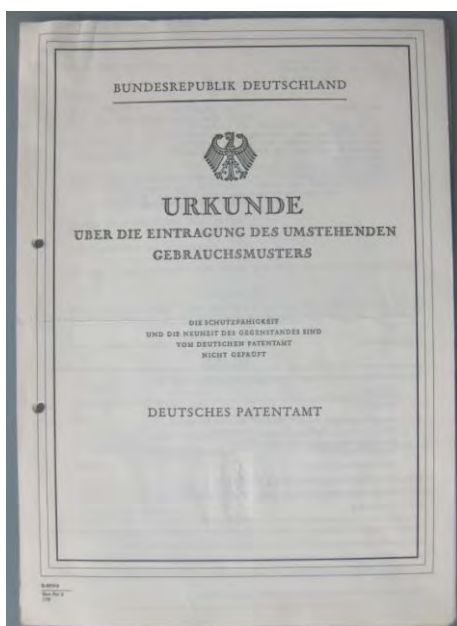 BUNDESREPUBLIK DEUTSCHLAND
URKUNDE
ÜBER DIE EINTRAGUNG DES UMSTEHENDEN
GEBRAUCHSMUSTERS
DIE SCHUTZFÄHIGKEIT
UND DIE NEUHEIT DES GEGENSTANDES SIND
VOM DEUTSCHEN PATENTAMT
NICHT GEPRÜFT
DEUTSCHES PATENTAMT